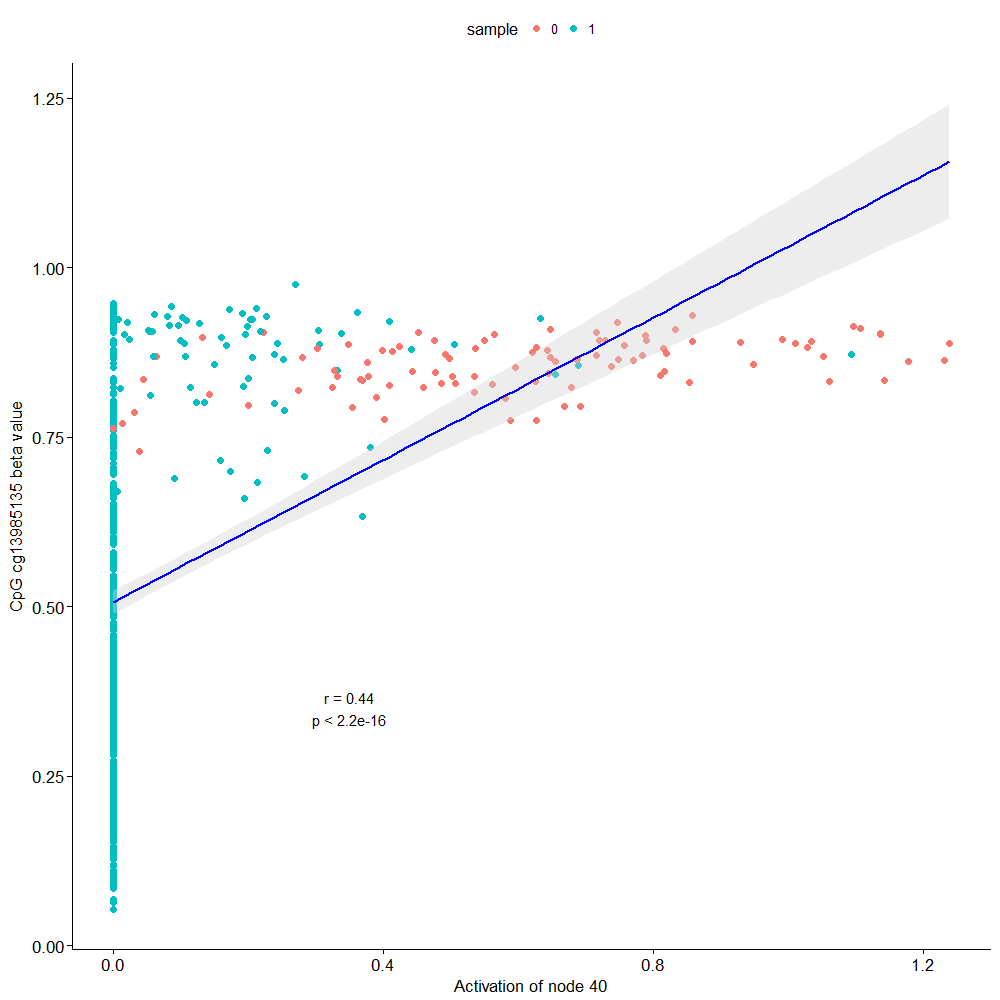 sample 0 1
1.25
1.00
0.75
0.50
0.25
0.00
CpG cg13985135 beta value
r = 0.44
p < 2.2e-16
0.0 0.4 0.8 1.2
Activation of node 40